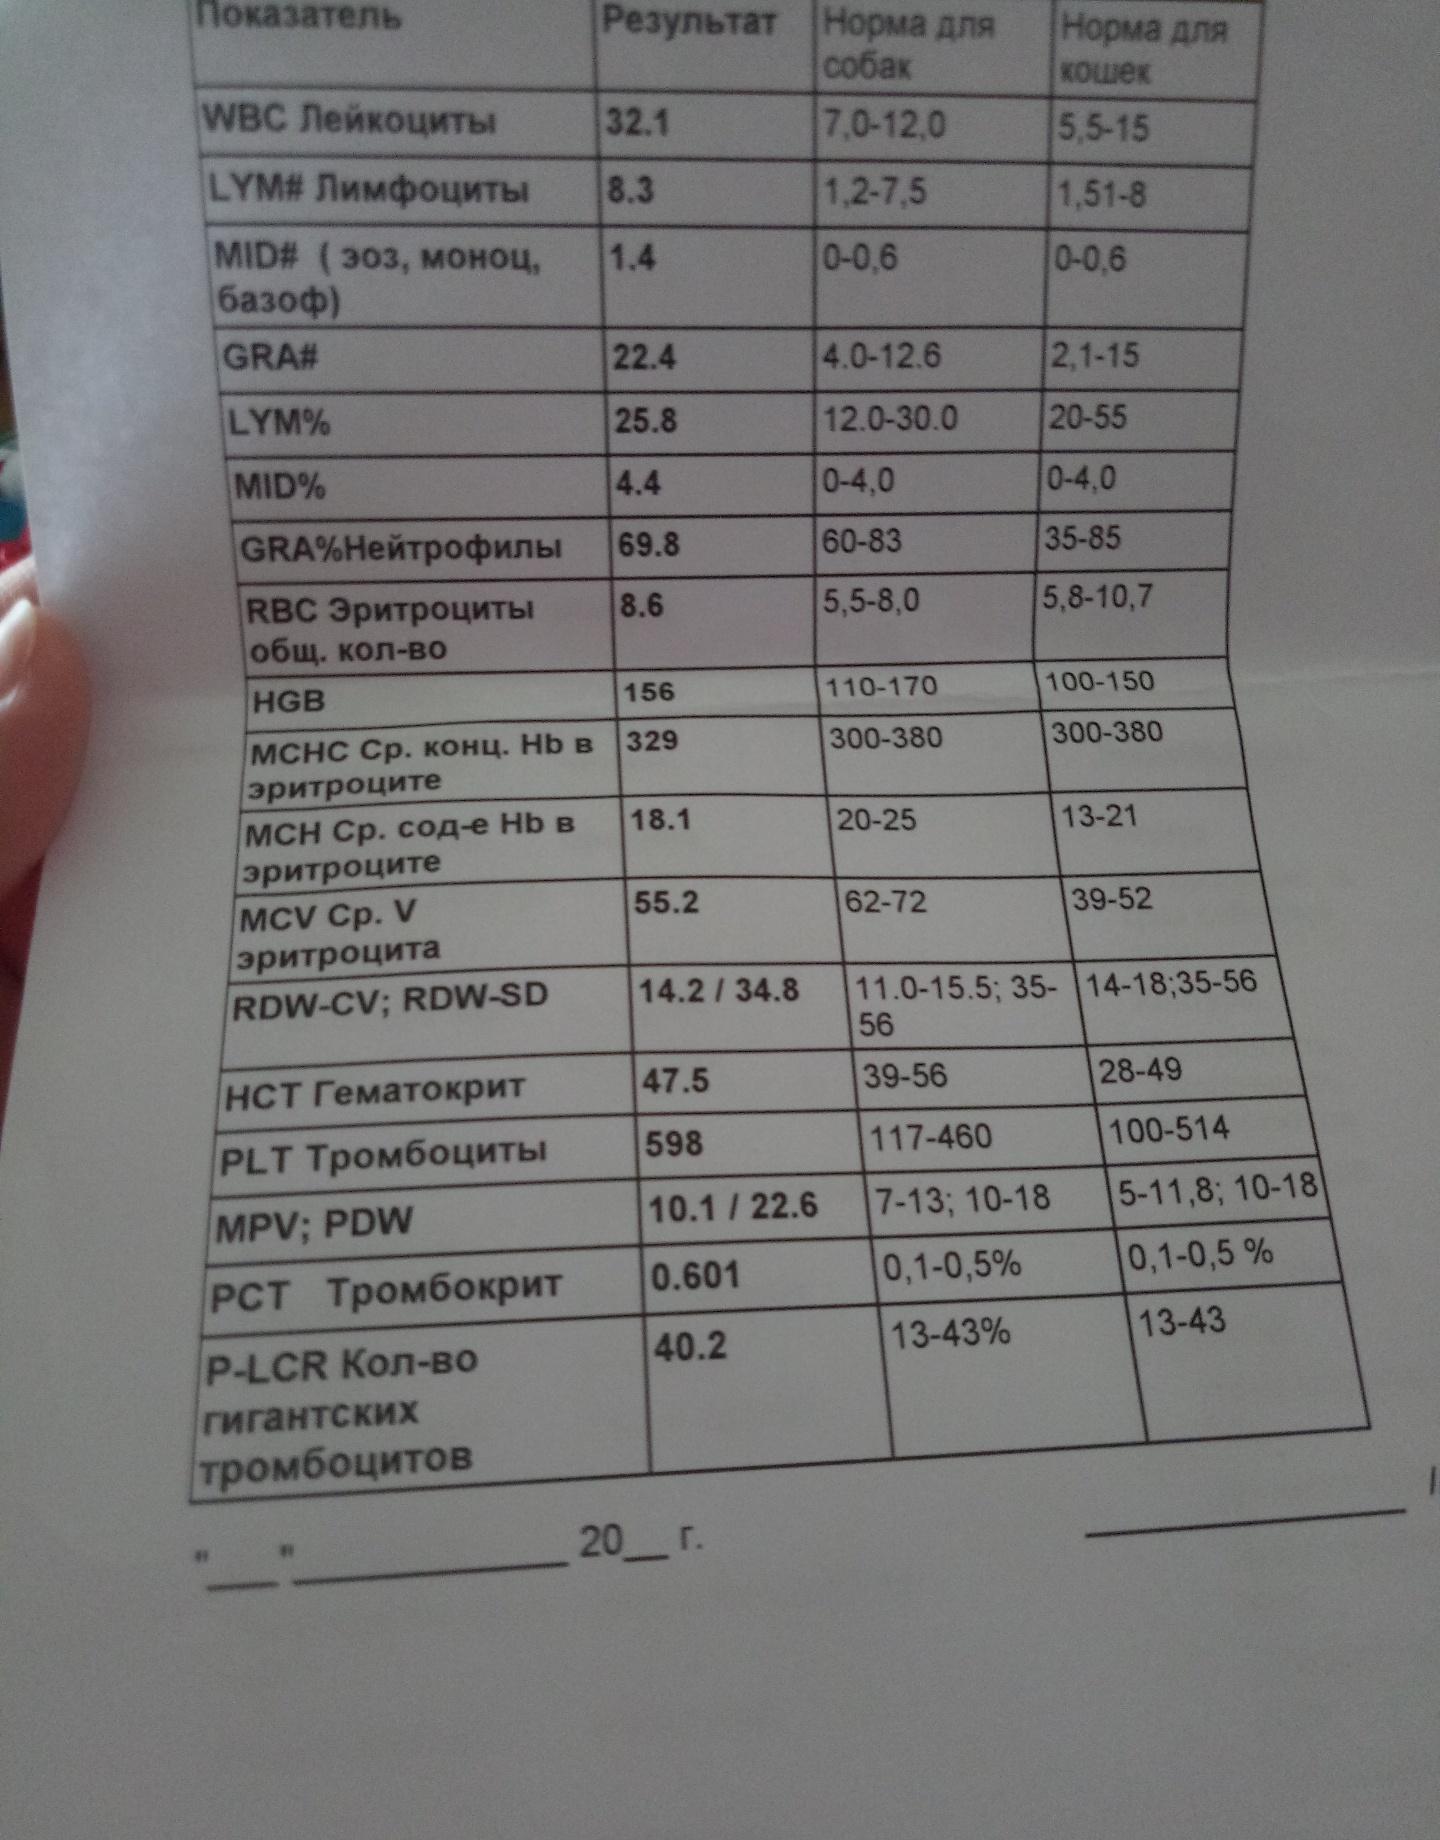 Показатель Результат Норма для собак Норма для кошек
WBC Лейкоциты 32.1 7,0-12,0 5,5-15
LYM# Лимфоциты 8.3 1,2-7,5 1,51-8
MID# ( эоз, моноц, 1.4 0-0,6 0-0,6
базоф)
GRA# 22.4 4.0-12.6 2,1-15
LYM% 25.8 12.0-30.0 20-55
MID% 4.4 0-4,0 0-4,0
GRA%Нейтрофилы 69.8 60-83 35-85
RBC Эритроциты 8.6 5,5-8,0 5,8-10,7
общ. кол-во
HGB 156 110-170 100-150
MCHC Ср. конц. Hb в 329 300-380 300-380
эритроците
MCH Ср. сод-е Hb в 18.1 20-25 13-21
эритроците
MCV Ср. V 55.2 62-72 39-52
эритроцита
RDW-CV; RDW-SD 14.2 / 34.8 11.0-15.5; 35- 14-18;35-56
56
HCT Гематокрит 47.5 39-56 28-49
PLT Тромбоциты 598 117-460 100-514
MPV; PDW 10.1 / 22.6 7-13; 10-18 5-11,8; 10-18
PCT Тромбокрит 0.601 0,1-0,5% 0,1-0,5 %
P-LCR Кол-во 40.2 13-43% 13-43
гигантских
тромбоцитов
"___"____________ 20__ г. ______________ /